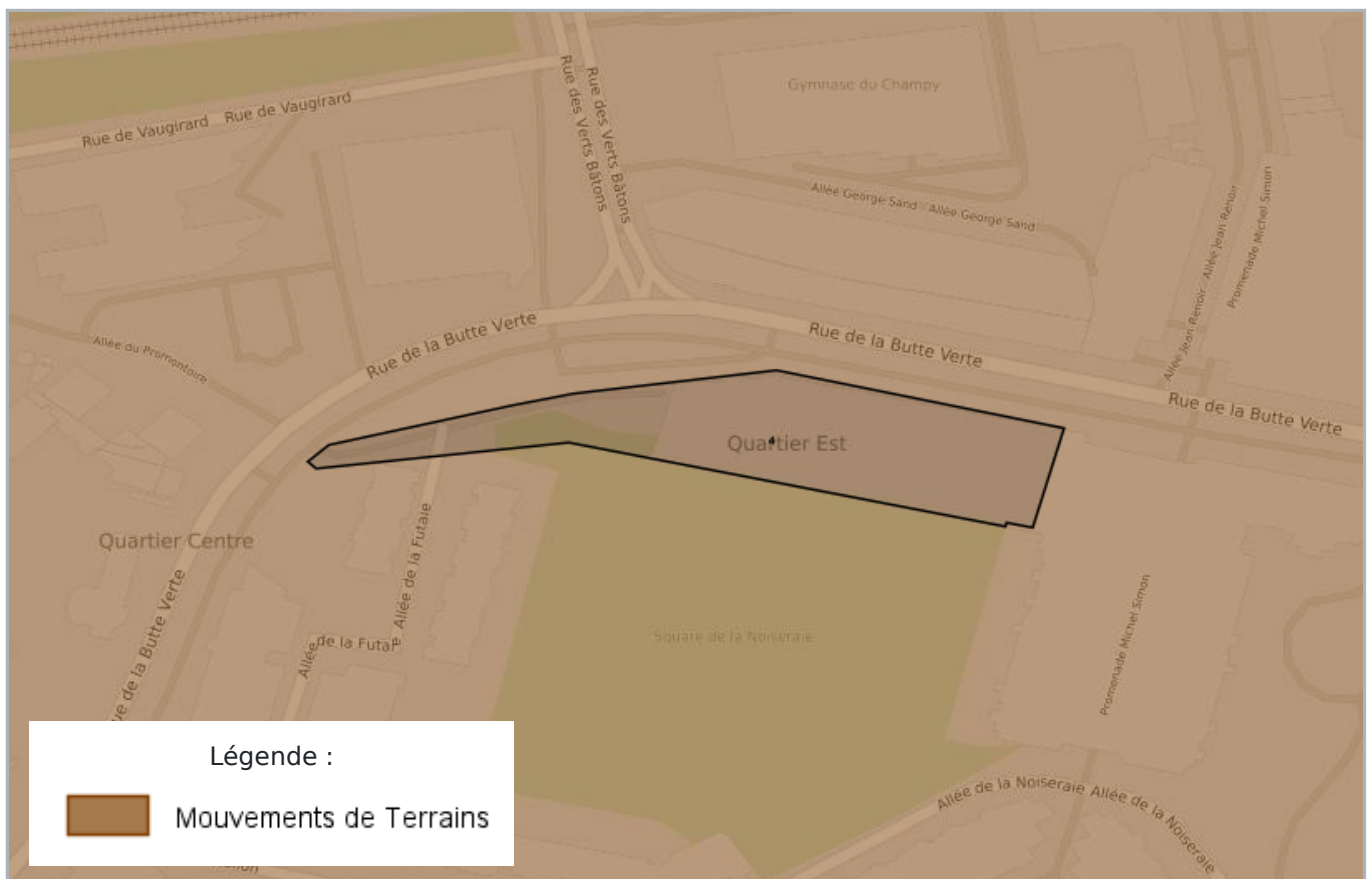 Rue de Vaugirard Rue de Vaugirard
Rue des Verts Bâtons
Rue des Verts Bâtons
Gymnase du Champy
Allée George Sand - Allée George Sand
Allée Jean Renoir - Allée Jean Renoir
Promenade Michel Simon
Allée du Promontoire
Rue de la Butte Verte
Rue de la Butte Verte
Rue de la Butte Verte
Quartier Est
4
Quartier Centre
Allée de la Futaie
Allée de la Futaie
ue de la Butte Verte
Square de la Noiseraie
Promenade Michel Simon
Allée de la Noiseraie Allée de la Noiseraie
Légende :
Mouvements de Terrains